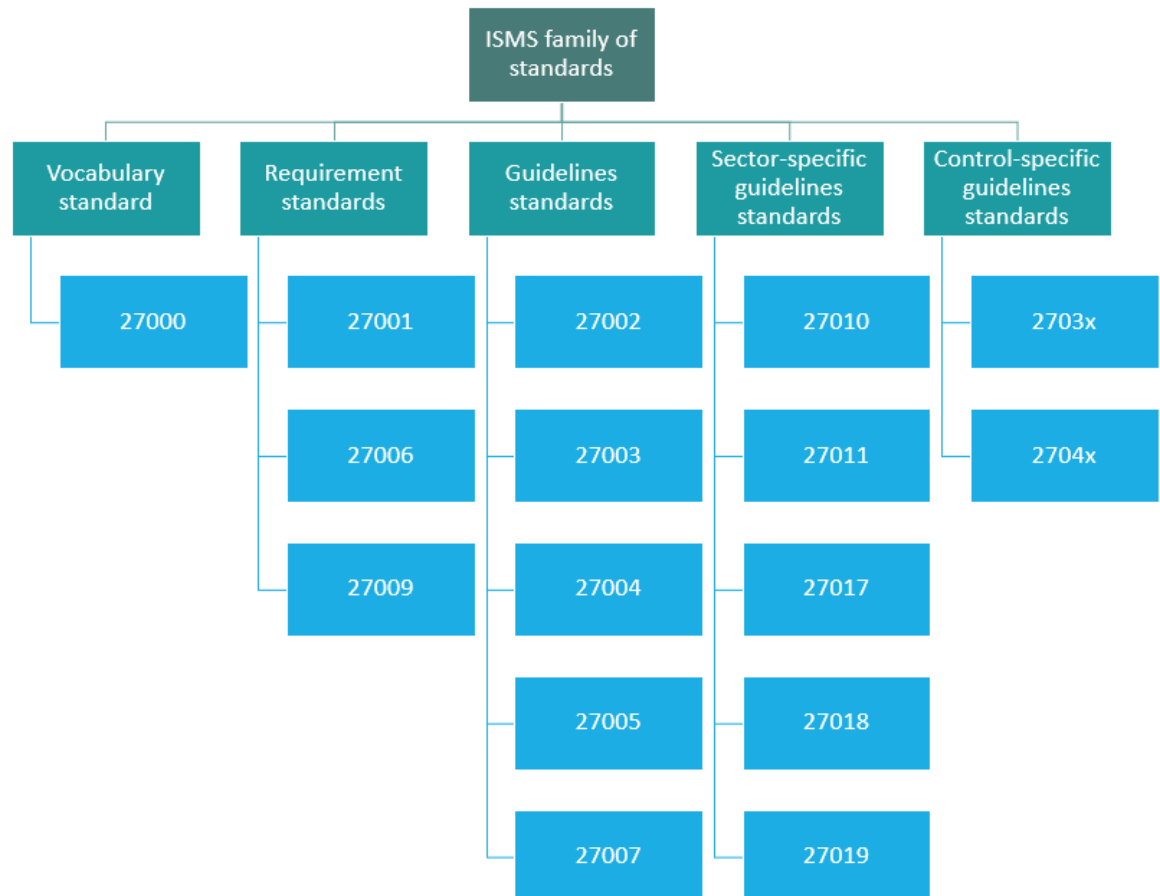 ISMS family of
standards
Vocabulary
standard
Requirement
standards
Guidelines
standards
Sector-specific
guidelines
standards
Control-specific
guidelines
standards
27000
27001
27002
27010
2703x
27006
27003
27011
2704x
27009
27004
27017
27005
27018
27007
27019